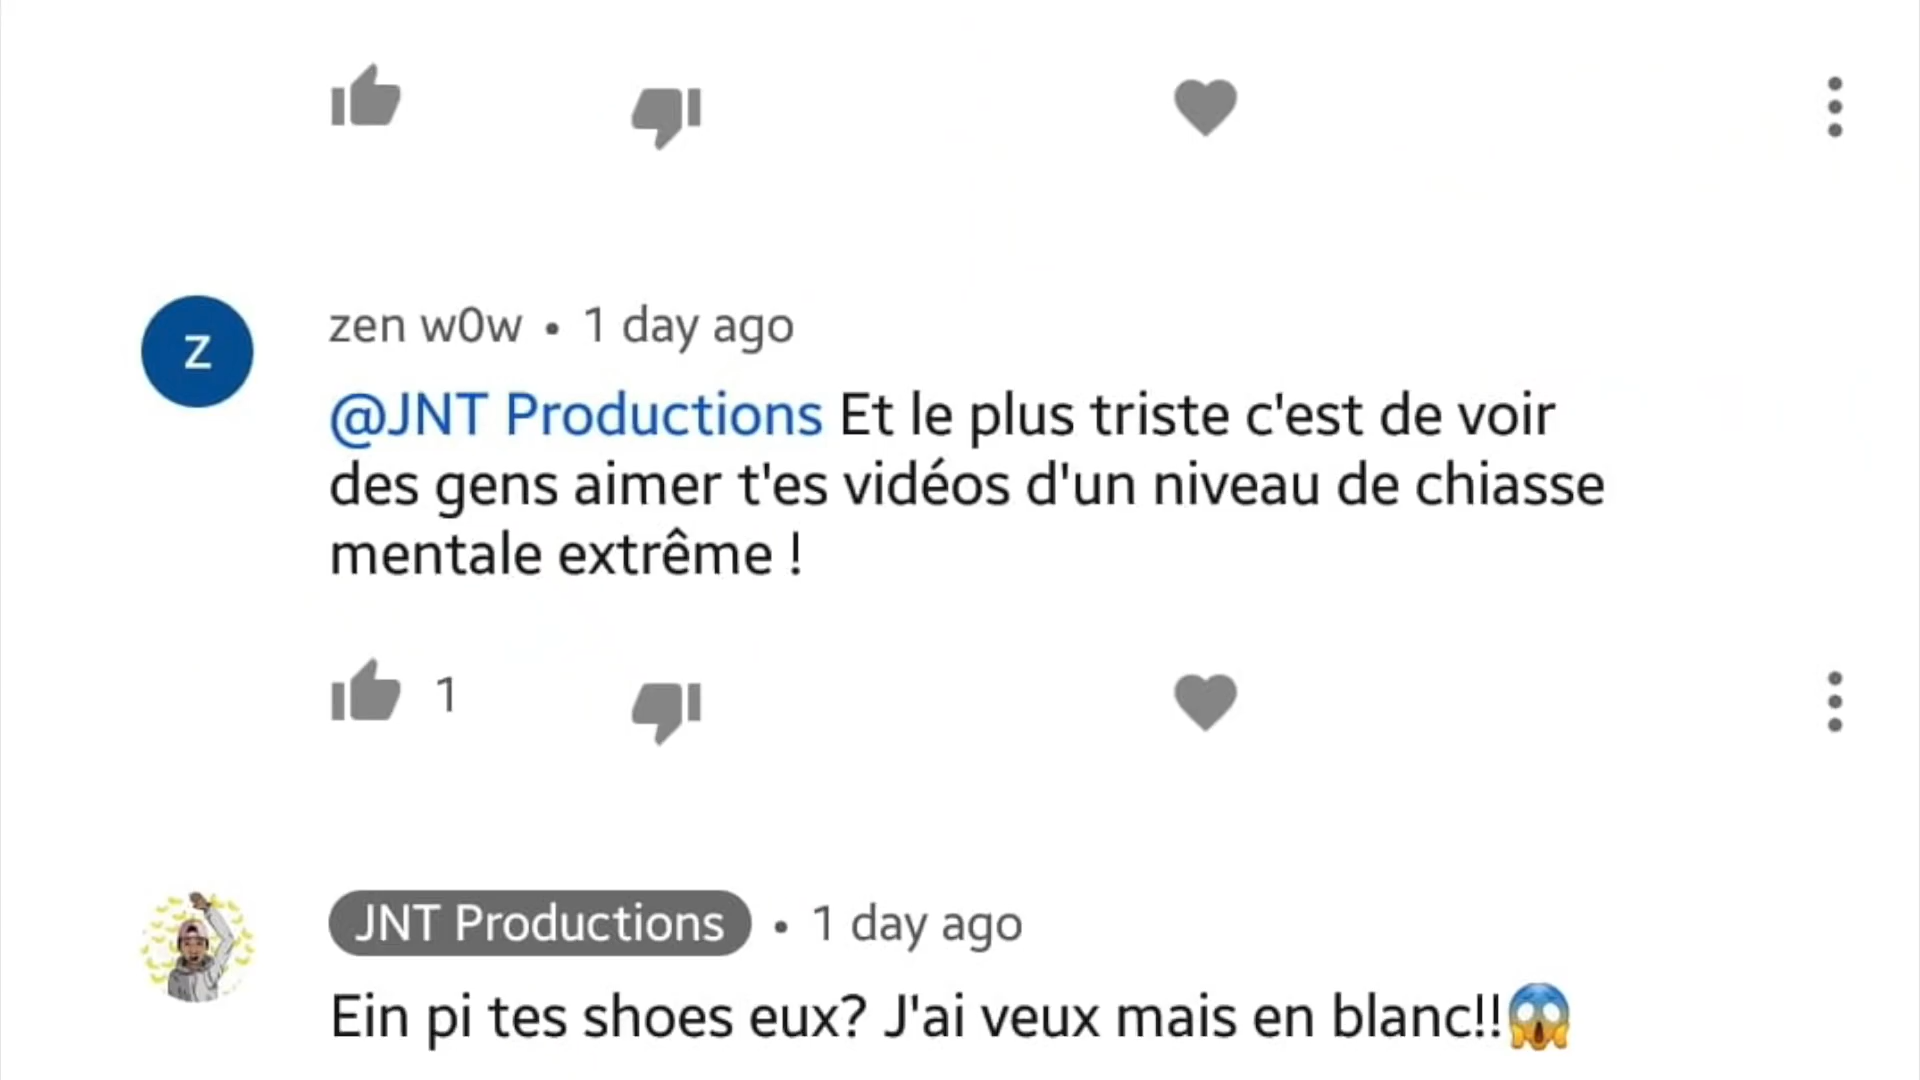 Z
zen w0w • 1 day ago
@JNT Productions Et le plus triste c'est de voir
des gens aimer t'es vidéos d'un niveau de chiasse
mentale extrême !
1
JNT Productions • 1 day ago
Ein pi tes shoes eux? J'ai veux mais en blanc!!😱